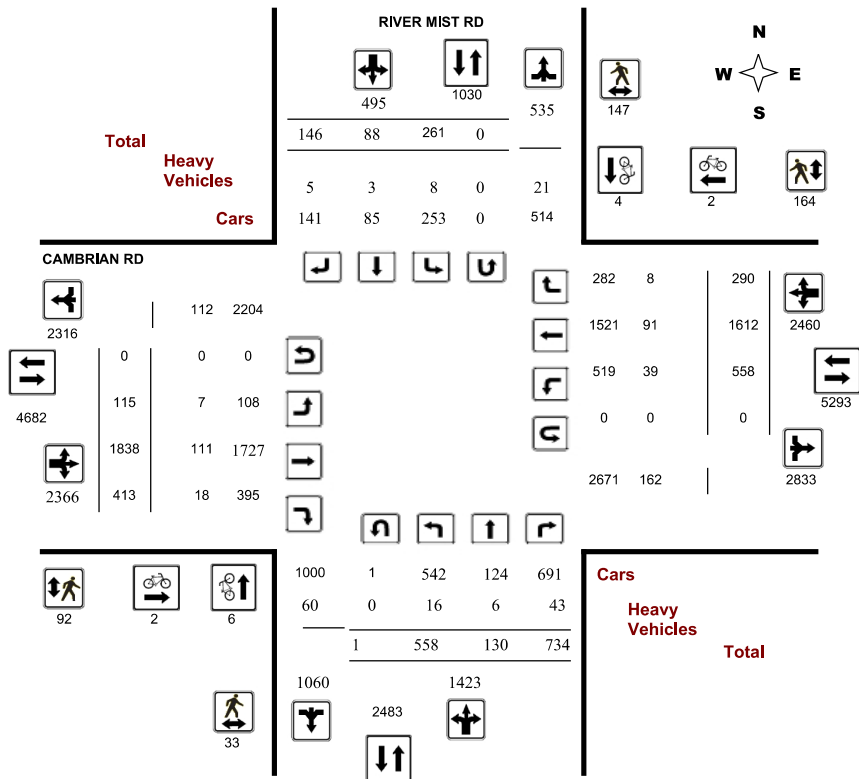 RIVER MIST RD
N
W E
S
495 1030 535 147
Total 146 88 261 0
Heavy
Vehicles 5 3 8 0 21
Cars 141 85 253 0 514
4 2 164
CAMBRIAN RD
2316 112 2204
0 0 0
4682 115 7 108
1838 111 1727
2366 413 18 395
282 8 290
1521 91 1612 2460
519 39 558
0 0 0 5293
2671 162 2833
92 2 6
1000 1 542 124 691 Cars
60 0 16 6 43 Heavy
Vehicles
1 558 130 734 Total
1060 1423
2483
33